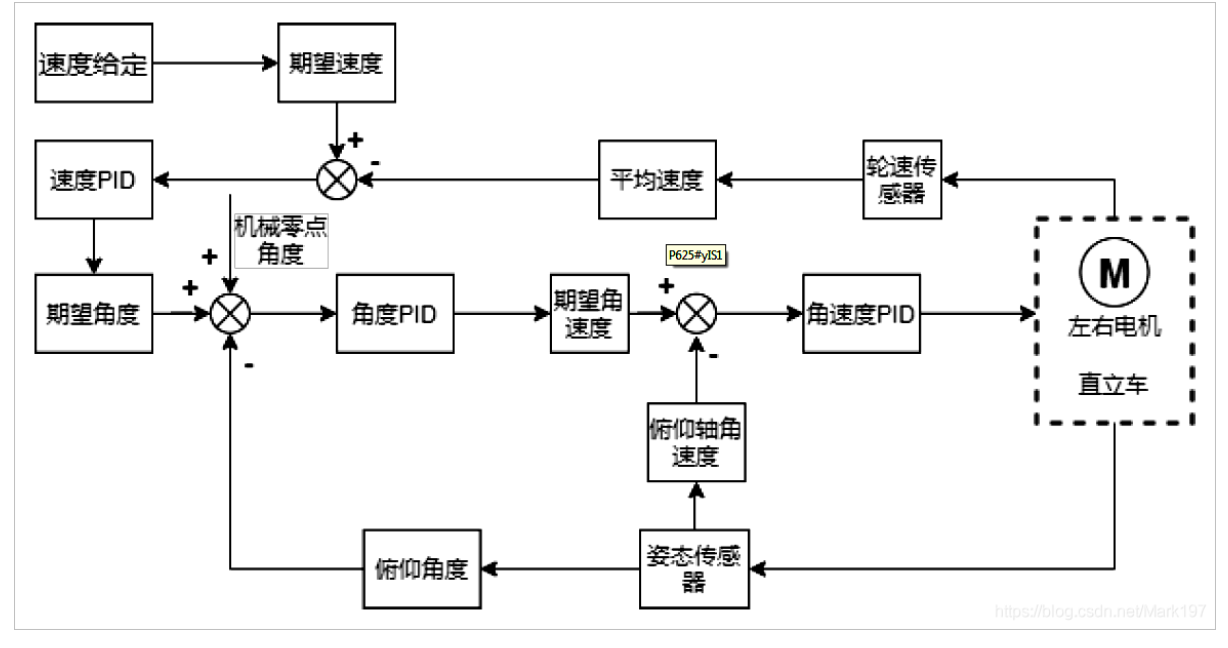 速度给定
期望速度
+
-
速度PID
平均速度
轮速传
感器
机械零点
角度
+
+
P625#yIS1
+
M
期望角度
角度PID
期望角
速度
角速度PID
左右电机
直立车
-
-
俯仰轴角
速度
俯仰角度
姿态传感
器
https://blog.csdn.net/Mark197